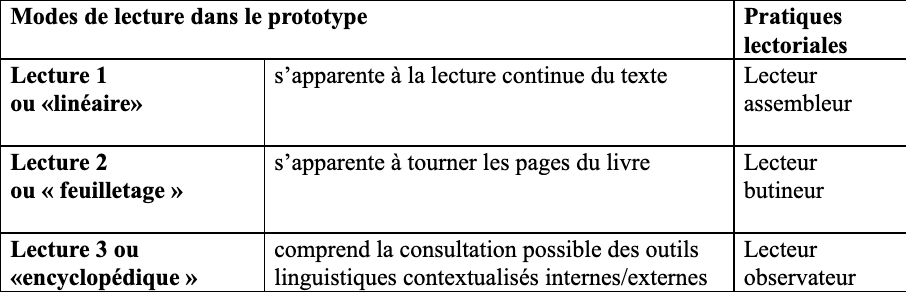 Modes de lecture dans le prototype
Pratiques
lectoriales
Lecture 1
ou «linéaire»
s’apparente à la lecture continue du texte
Lecteur
assembleur
Lecture 2
ou « feuilletage »
s’apparente à tourner les pages du livre
Lecteur
butineur
Lecture 3 ou
«encyclopédique »
comprend la consultation possible des outils
linguistiques contextualisés internes/externes
Lecteur
observateur